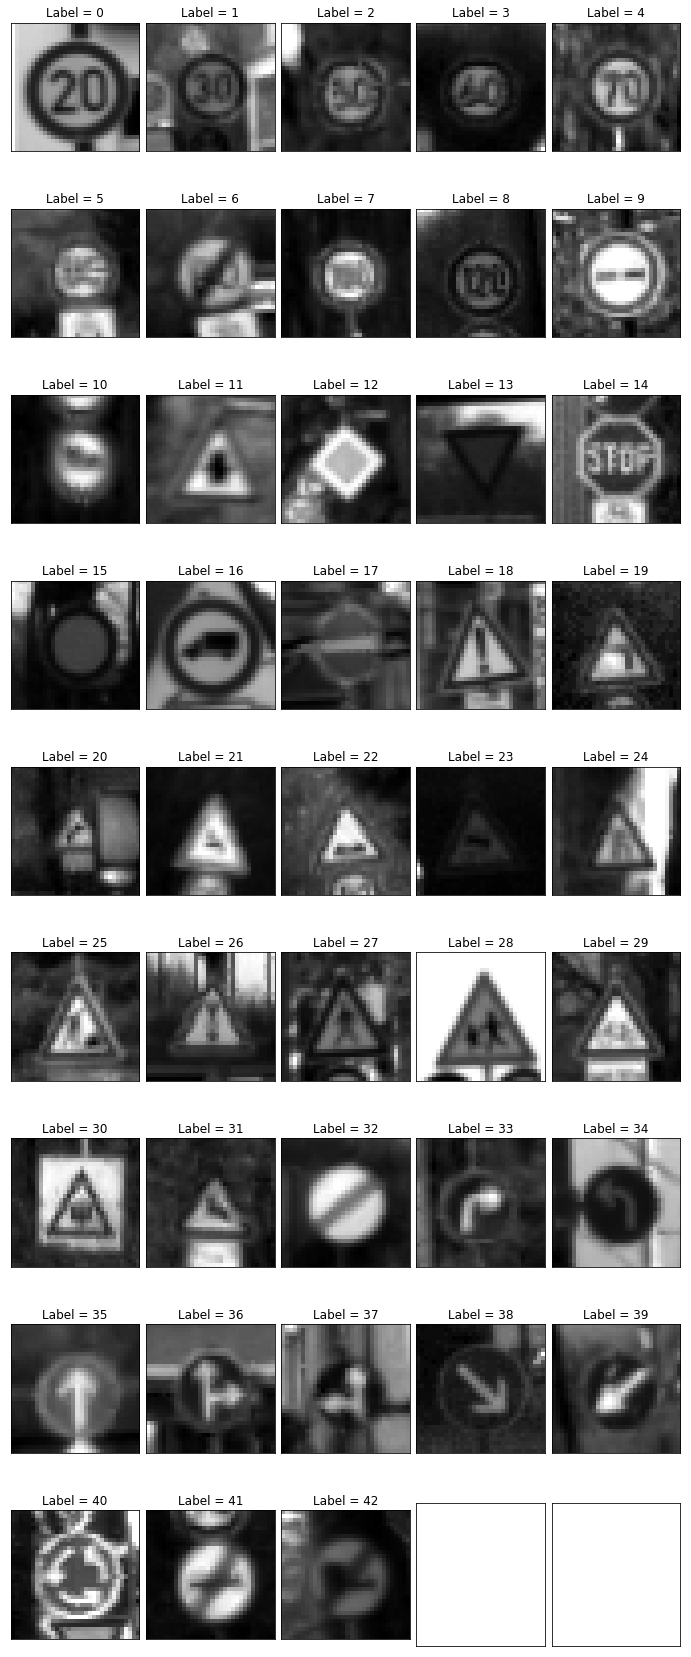 Label = 0
Label = 1
Label = 2
Label = 3
Label = 4
20
30
70
Label = 5
Label = 6
Label = 7
Label = 8
Label = 9
Label = 10
Label = 11
Label = 12
Label = 13
Label = 14
STOP
Label = 15
Label = 16
Label = 17
Label = 18
Label = 19
Label = 20
Label = 21
Label = 22
Label = 23
Label = 24
Label = 25
Label = 26
Label = 27
Label = 28
Label = 29
Label = 30
Label = 31
Label = 32
Label = 33
Label = 34
Label = 35
Label = 36
Label = 37
Label = 38
Label = 39
Label = 40
Label = 41
Label = 42